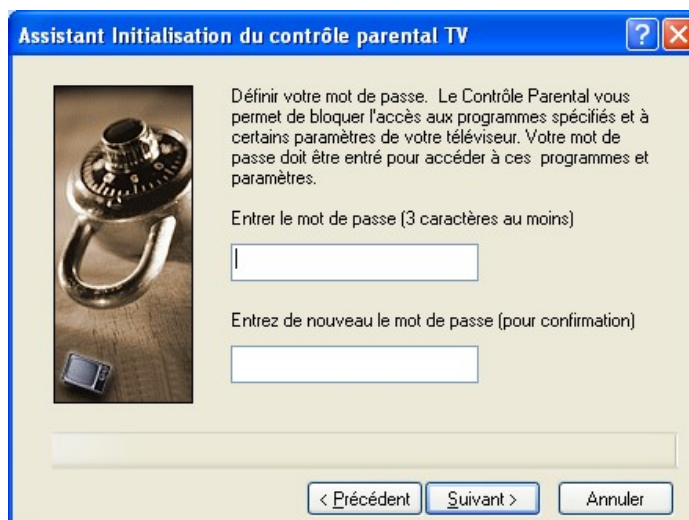 Assistant Initialisation du contrôle parental TV
Définir votre mot de passe. Le Contrôle Parental vous
permet de bloquer l'accès aux programmes spécifiés et à
certains paramètres de votre téléviseur. Votre mot de
passe doit être entré pour accéder à ces programmes et
paramètres.
Entrer le mot de passe (3 caractères au moins)
Entrez de nouveau le mot de passe (pour confirmation)
< Précédent
Suivant >
Annuler